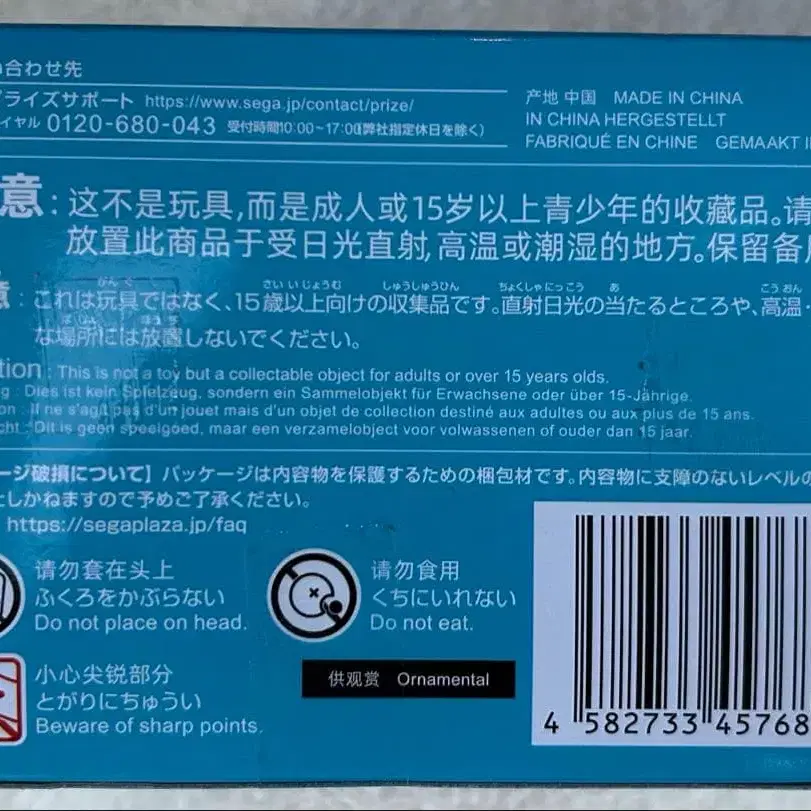 い合わせ先
プライズサポート https://www.sega.jp/contact/prize/
イヤル 0120-680-043 受付時間10:00~17:00(弊社指定休日を除く)
产地 中国 MADE IN CHINA
IN CHINA HERGESTELLT
FABRIQUÉ EN CHINE GEMAAKT I
意:这不是玩具,而是成人或15岁以上青少年的收藏品。请
放置此商品于受日光直射,高温或潮湿的地方。保留备
意:これは玩具ではなく、15歳以上向けの収集品です。直射日光の当たるところや、高温・
な場所には放置しないでください。
tion : This is not a toy but a collectable object for adults or over 15 years olds.
g : Dies ist kein Spielzeug, sondern ein Sammelobjekt für Erwachsene oder über 15-Jährige.
on : Il ne s'agit pas d'un jouet mais d'un objet de collection destiné aux adultes ou aux plus de 15 ans.
cht : Dit is geen speelgoed, maar een verzamelobject voor volwassenen of ouder dan 15 jaar.
ージ破損について】パッケージは内容物を保護するための梱包材です。内容物に支障のないレベルの
たしかねますので予めご了承ください。
https://segaplaza.jp/faq
请勿套在头上
ふくろをかぶらない
Do not place on head.
请勿食用
くちにいれない
Do not eat.
小心尖锐部分
とがりにちゅうい
Beware of sharp points.
供观赏 Ornamental
4 582733 45768